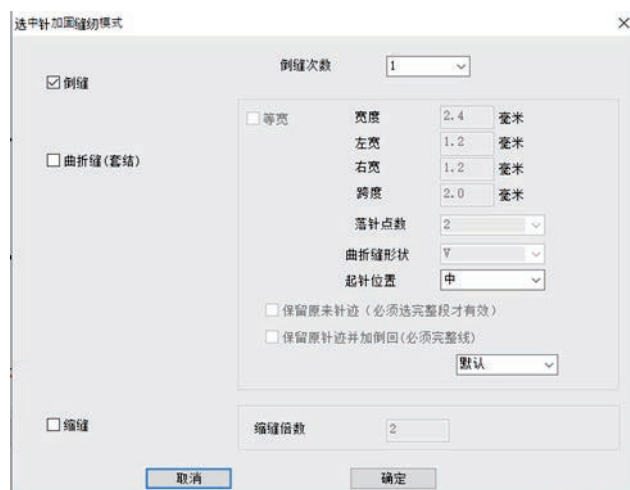 选中针加固缝纫模式
倒缝次数 1
倒缝
等宽 宽度 2.4 毫米
左宽 1.2 毫米
曲折缝(套结)
右宽 1.2 毫米
跨度 2.0 毫米
落针点数 2
曲折缝形状 V
起针位置 中
保留原来针迹（必须选完整段才有效）
保留原针迹并加倒回(必须完整线)
默认
缩缝 缩缝倍数 2
取消 确定